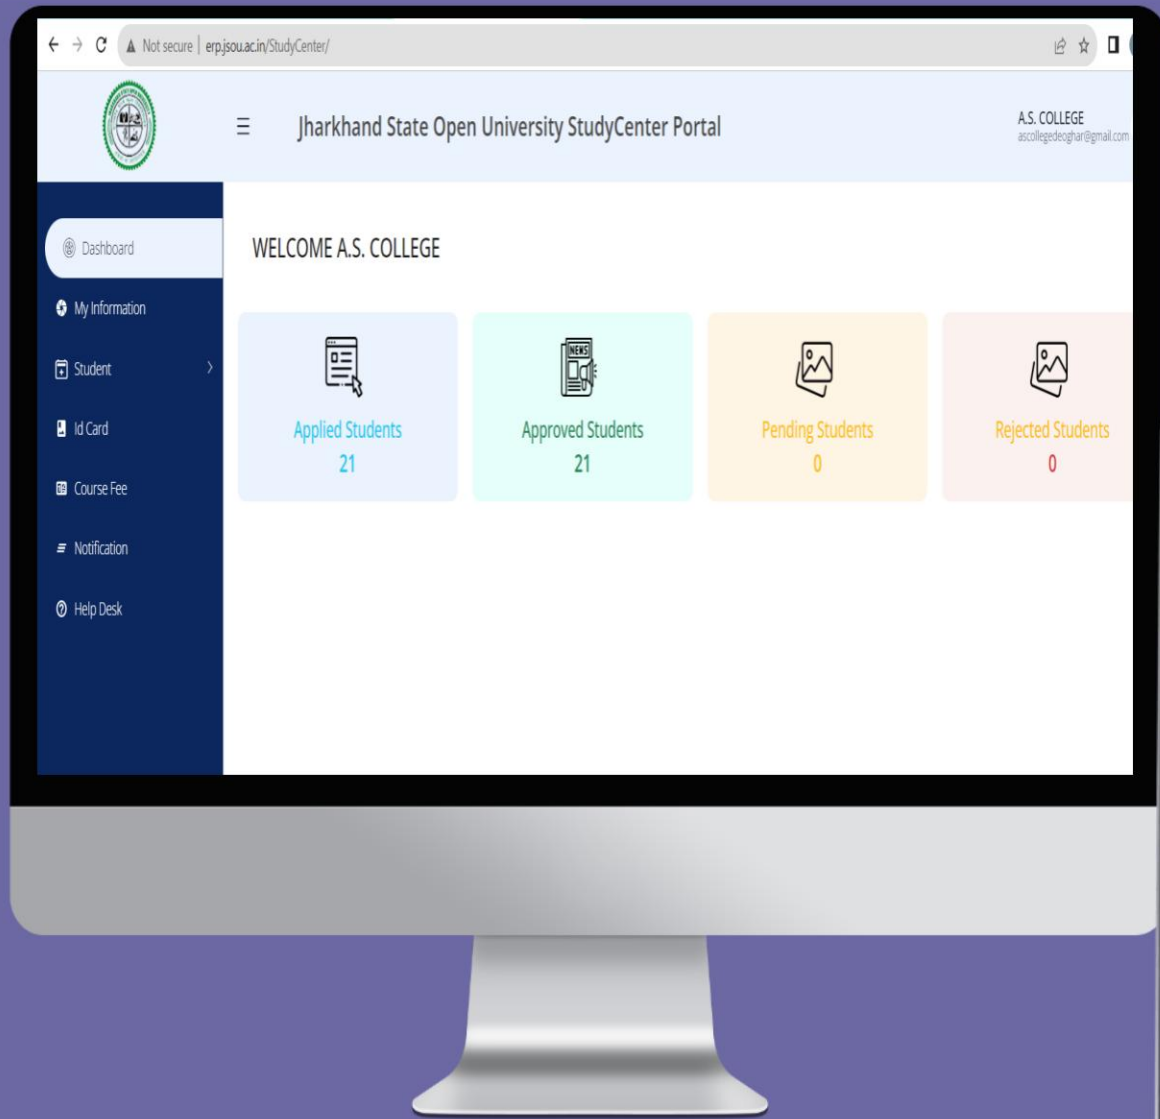 Not secure | erp.jsou.ac.in/StudyCenter/
Jharkhand State Open University StudyCenter Portal
A.S. COLLEGE
ascollegedeoghar@gmail.com
Dashboard
WELCOME A.S. COLLEGE
My Information
Student
Id Card
Course Fee
Notification
Help Desk
NEWS
Applied Students
21
Approved Students
21
Pending Students
0
Rejected Students
0